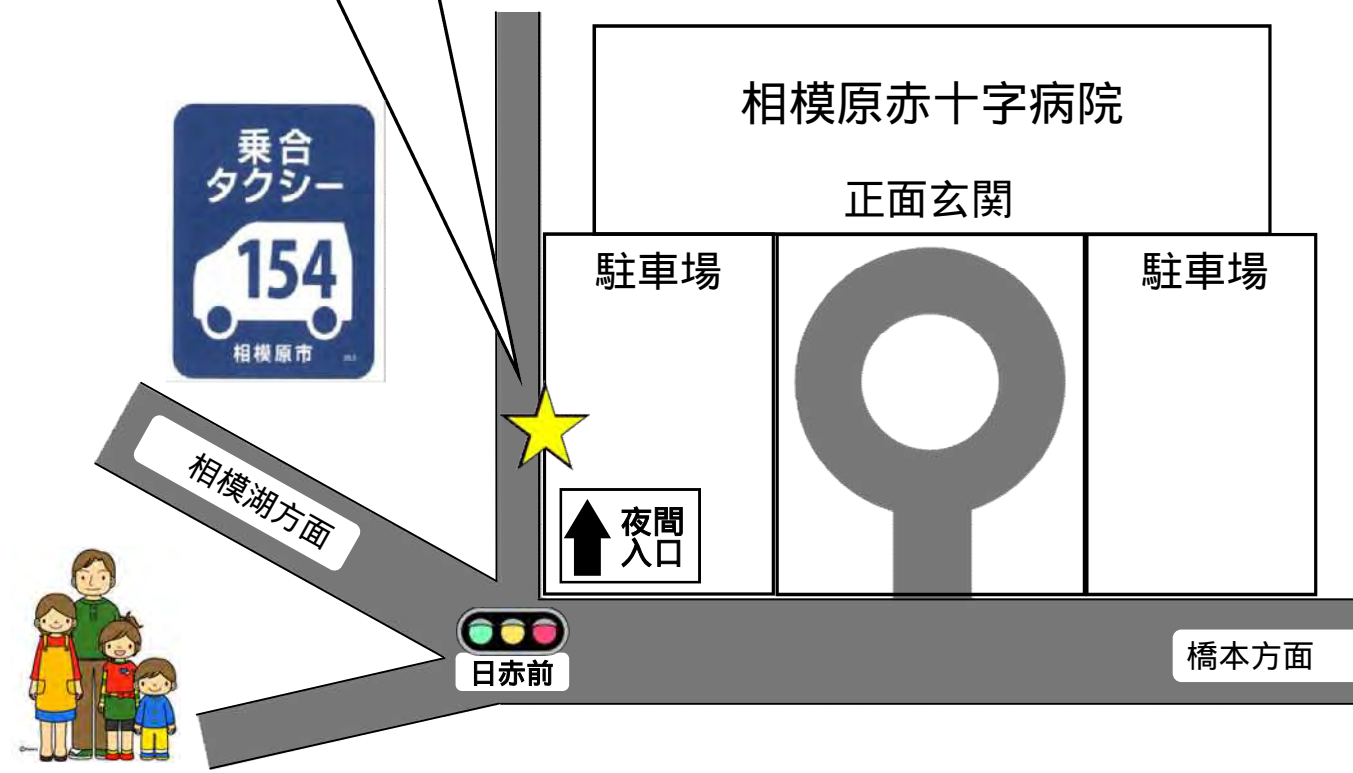 相模原赤十字病院
正面玄関
乗合
タクシー
154
相模原市
駐車場
駐車場
相模湖方面
夜間
入口
日赤前
橋本方面